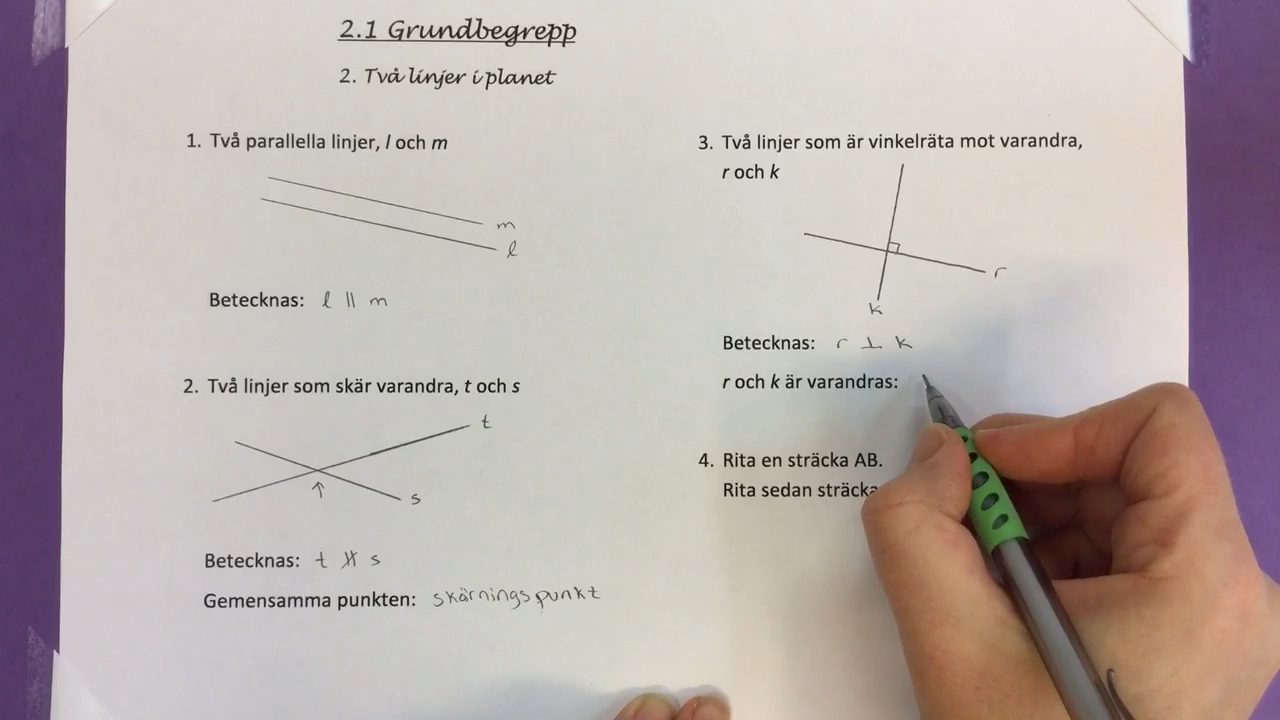 2.1 Grundbegrepp
2. Två linjer i planet
1. Två parallella linjer, l och m
m
l
Betecknas: l || m
2. Två linjer som skär varandra, t och s
t
s
Betecknas: t ∦ s
Gemensamma punkten: skärningspunkt
3. Två linjer som är vinkelräta mot varandra,
r och k
r
k
Betecknas: r ⊥ k
r och k är varandras:
4. Rita en sträcka AB.
Rita sedan sträcka